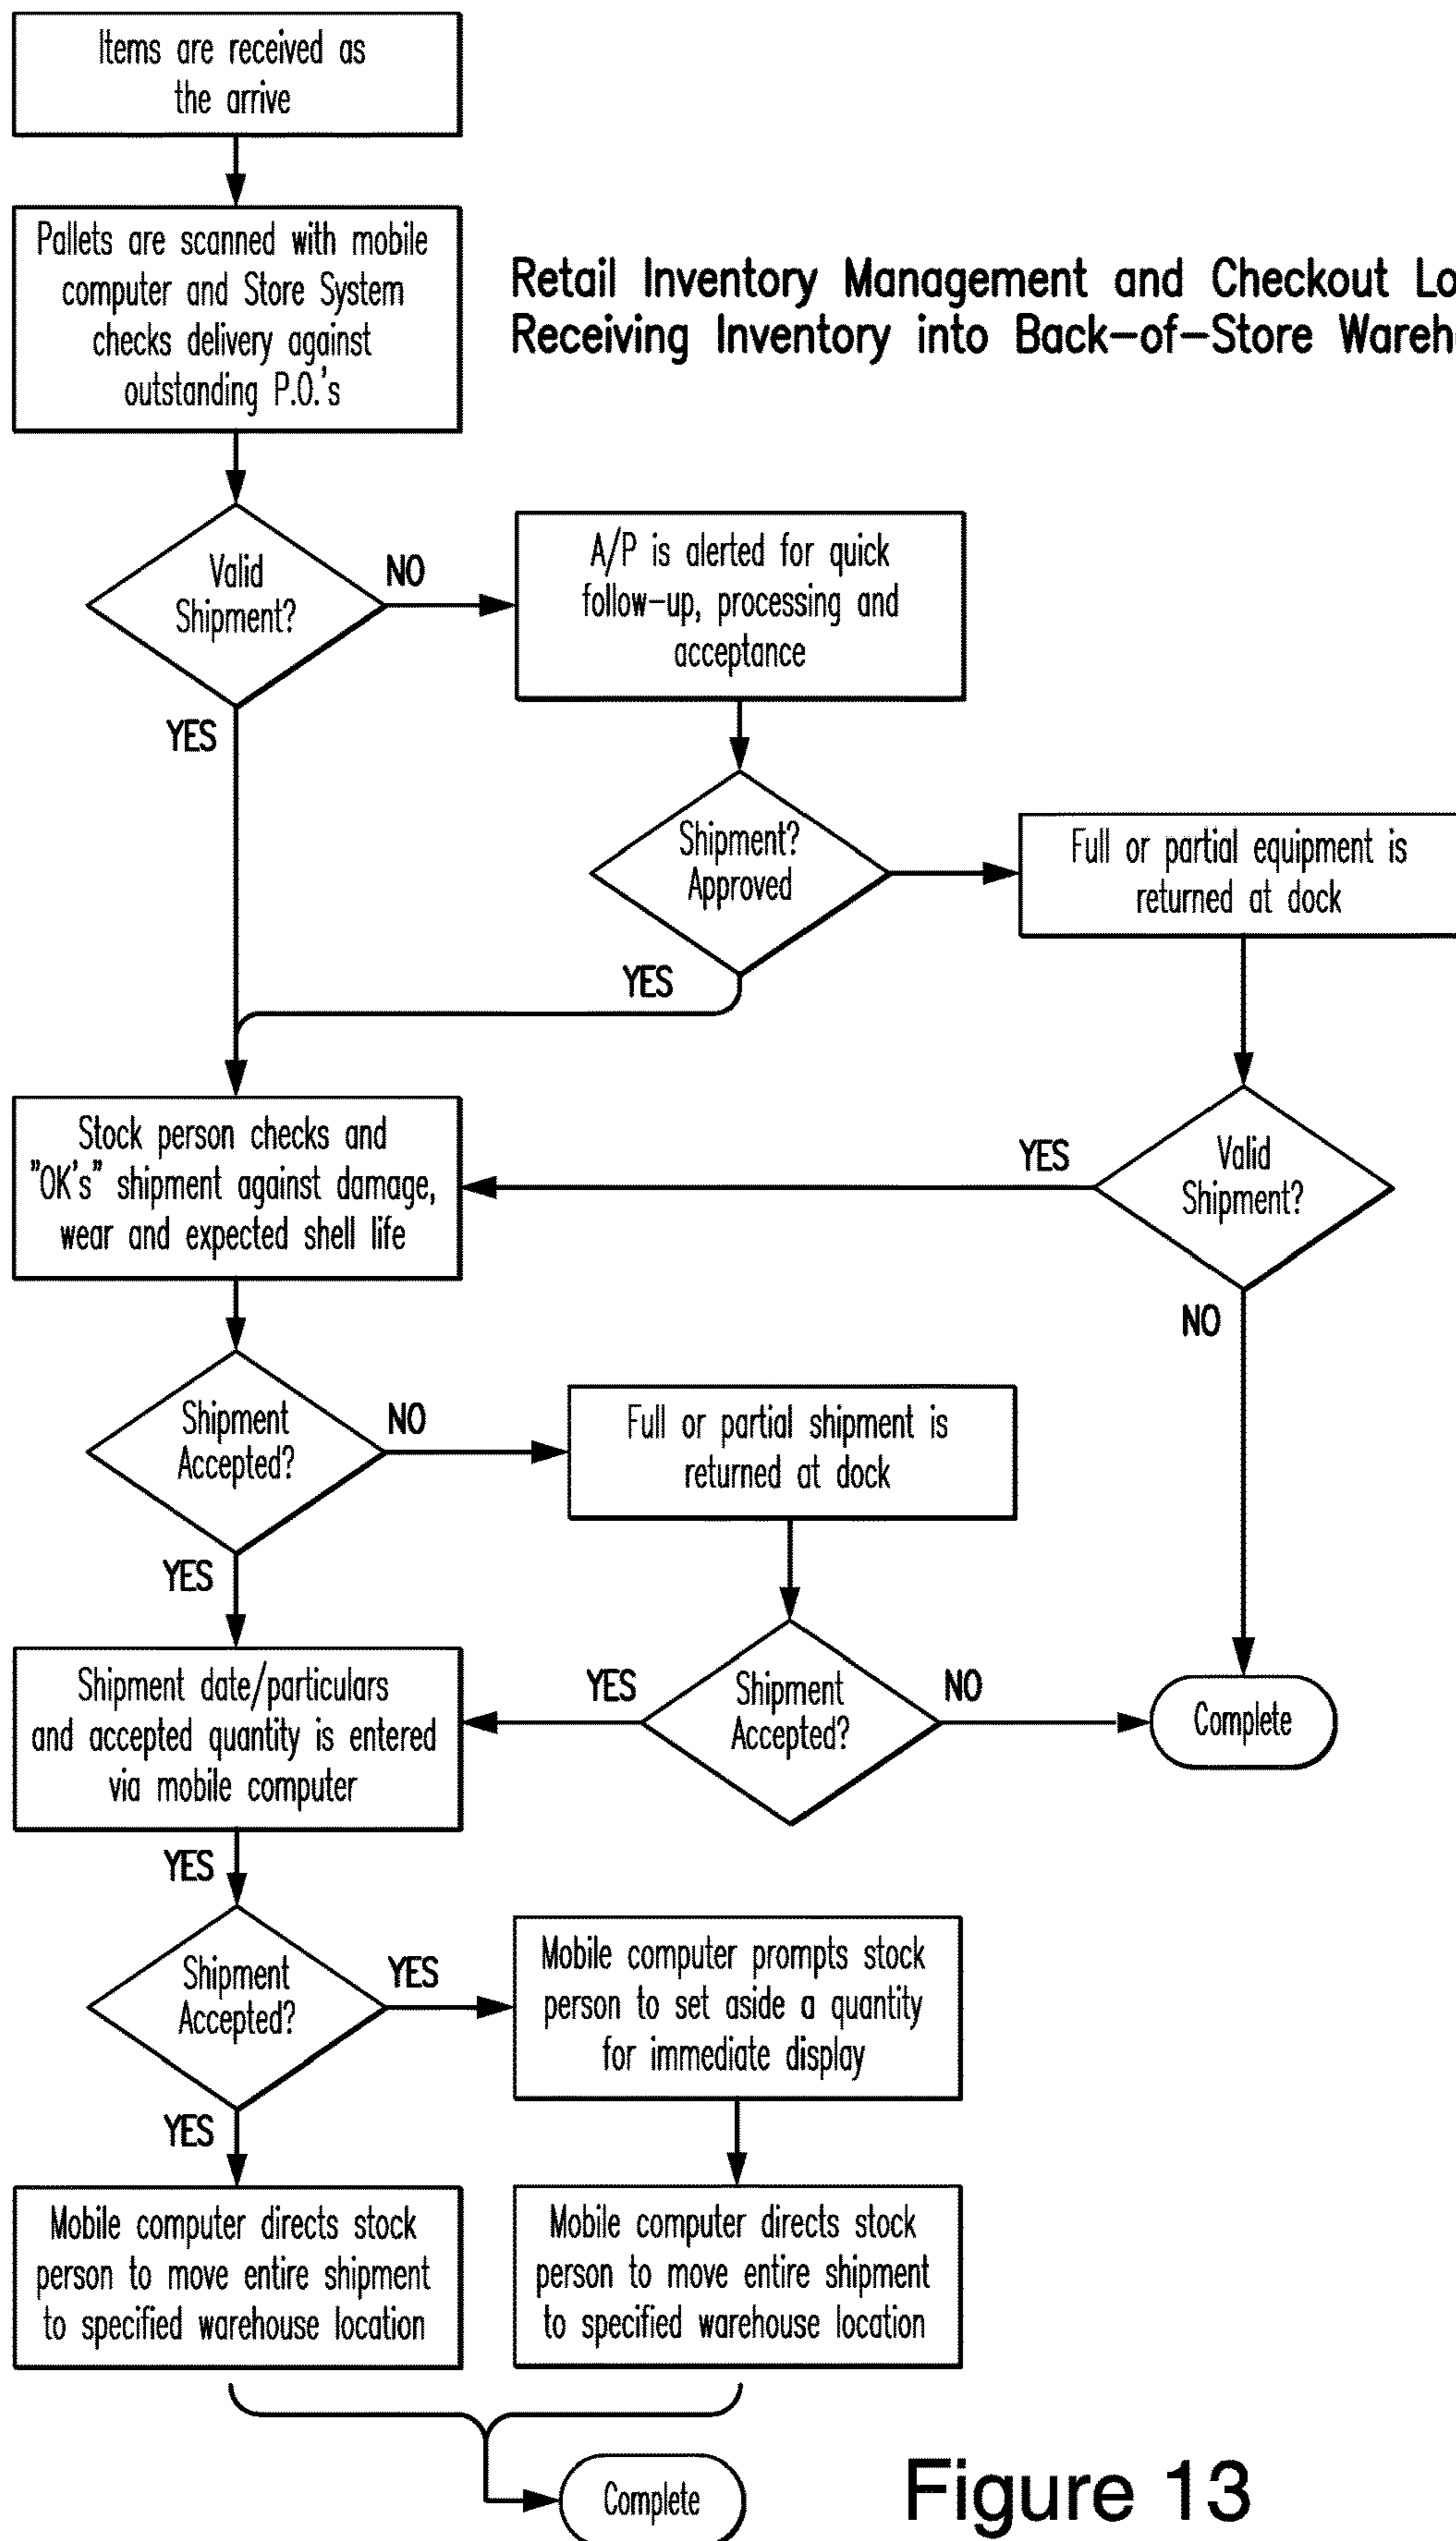 Items are received as
the arrive
Pallets are scanned with mobile
computer and Store System
checks delivery against
outstanding P.O.'s
Retail Inventory Management and Checkout Lo
Receiving Inventory into Back-of-Store Wareh
Valid
Shipment?
NO
A/P is alerted for quick
follow-up, processing and
acceptance
YES
Shipment?
Approved
Full or partial equipment is
returned at dock
YES
Stock person checks and
"OK's" shipment against damage,
wear and expected shell life
YES
Valid
Shipment?
NO
Shipment
Accepted?
NO
Full or partial shipment is
returned at dock
YES
Shipment date/particulars
and accepted quantity is entered
via mobile computer
YES
Shipment
Accepted?
NO
Complete
YES
Shipment
Accepted?
YES
Mobile computer prompts stock
person to set aside a quantity
for immediate display
YES
Mobile computer directs stock
person to move entire shipment
to specified warehouse location
Mobile computer directs stock
person to move entire shipment
to specified warehouse location
Complete
Figure 13